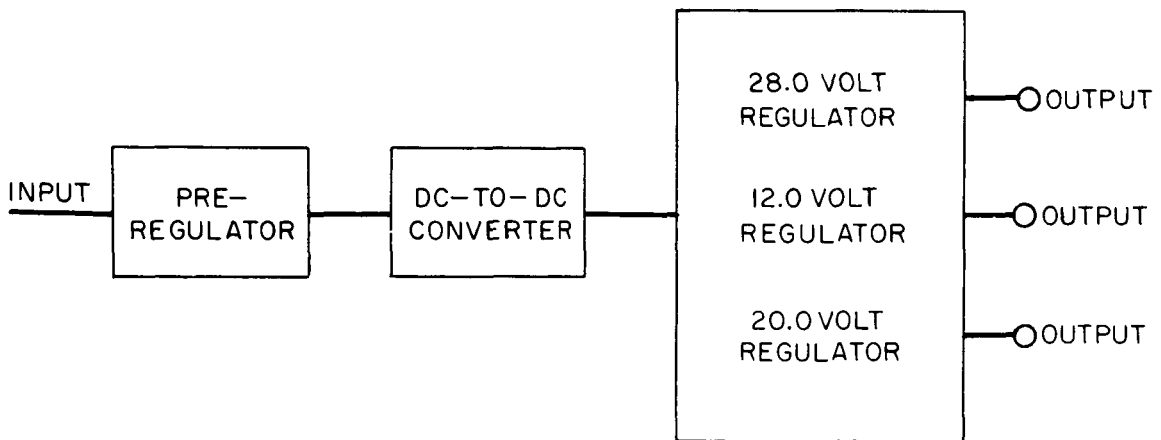 INPUT
PRE-
REGULATOR
DC-TO-DC
CONVERTER
28.0 VOLT
REGULATOR
OUTPUT
12.0 VOLT
REGULATOR
OUTPUT
20.0 VOLT
REGULATOR
OUTPUT